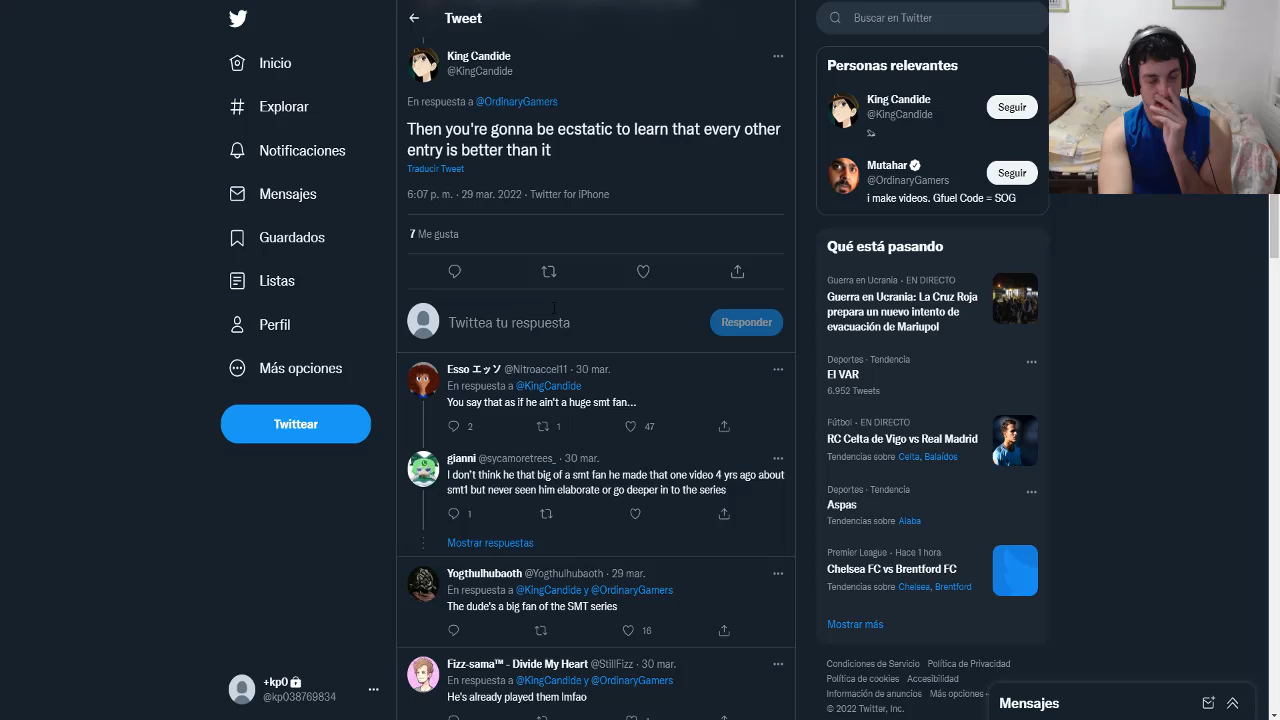 Tweet
Buscar en Twitter
King Candide
@KingCandide
En respuesta a @OrdinaryGamers
Then you're gonna be ecstatic to learn that every other
entry is better than it
Traducir Tweet
6:07 p. m. · 29 mar. 2022 · Twitter for iPhone
7 Me gusta
Twittea tu respuesta
Responder
Esso エッソ @Nitroaccel11 · 30 mar.
En respuesta a @KingCandide
You say that as if he ain't a huge smt fan...
2 1 47
gianni @sycamoretrees_ · 30 mar.
I don't think he that big of a smt fan he made that one video 4 yrs ago about
smt1 but never seen him elaborate or go deeper in to the series
1
Mostrar respuestas
Yogthulhubaoth @Yogthulhubaoth · 29 mar.
En respuesta a @KingCandide y @OrdinaryGamers
The dude's a big fan of the SMT series
16
Fizz-sama™ - Divide My Heart @StillFizz · 30 mar.
En respuesta a @KingCandide y @OrdinaryGamers
He's already played them lmfao
Inicio
Explorar
Notificaciones
Mensajes
Guardados
Listas
Perfil
Más opciones
Twittear
+kp0
@kp038769834
Personas relevantes
King Candide
@KingCandide
Seguir
Mutahar
@OrdinaryGamers
Seguir
i make videos. Gfuel Code = SOG
Qué está pasando
Guerra en Ucrania · EN DIRECTO
Guerra en Ucrania: La Cruz Roja
prepara un nuevo intento de
evacuación de Mariupol
Deportes · Tendencia
El VAR
6.952 Tweets
Fútbol · EN DIRECTO
RC Celta de Vigo vs Real Madrid
Tendencias sobre Celta, Balaídos
Deportes · Tendencia
Aspas
Tendencias sobre Alaba
Premier League · Hace 1 hora
Chelsea FC vs Brentford FC
Tendencias sobre Chelsea, Brentford
Mostrar más
Condiciones de Servicio Política de Privacidad
Política de cookies Accesibilidad
Información de anuncios Más opciones
© 2022 Twitter, Inc.
Mensajes